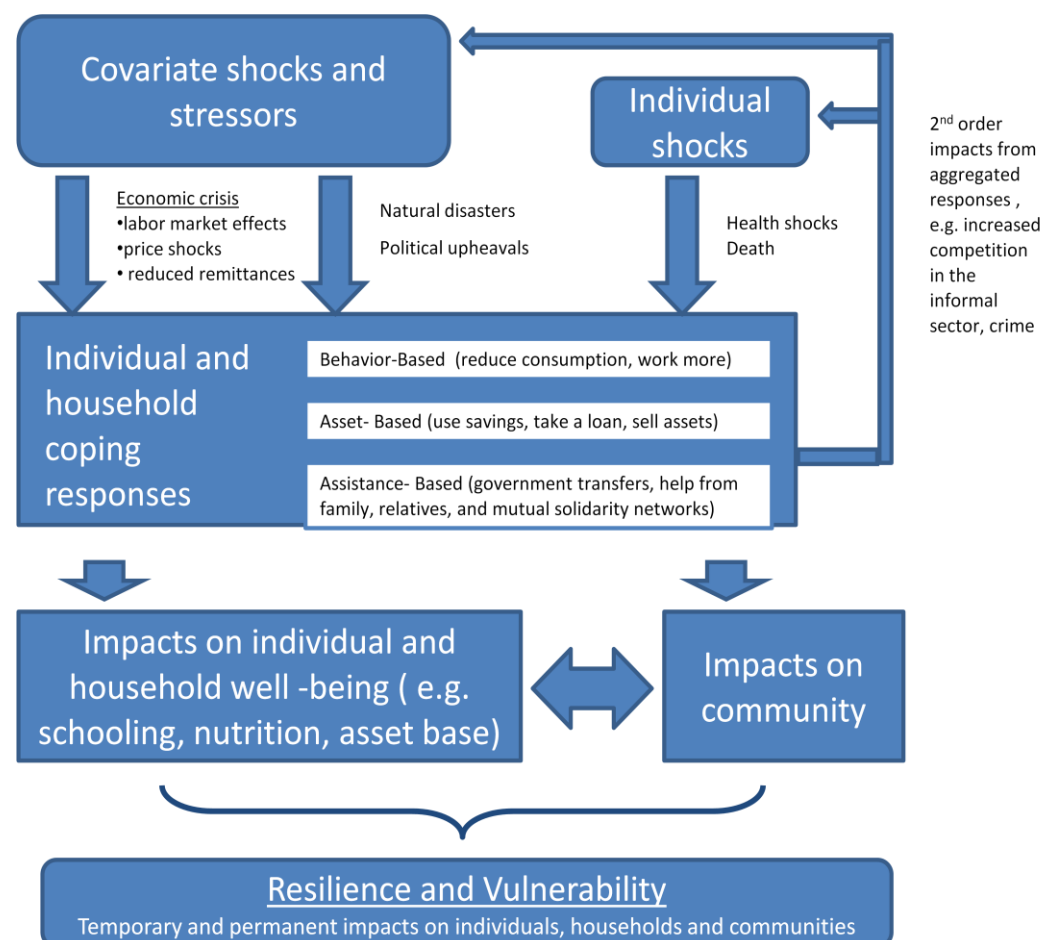 Covariate shocks and
stressors
Individual
shocks
2nd order
impacts from
aggregated
responses ,
e.g. increased
competition
in the
informal
sector, crime
Economic crisis
•labor market effects
•price shocks
• reduced remittances
Natural disasters
Political upheavals
Health shocks
Death
Individual and
household
coping
responses
Behavior-Based  (reduce consumption, work more)
Asset- Based (use savings, take a loan, sell assets)
Assistance- Based (government transfers, help from
family, relatives, and mutual solidarity networks)
Impacts on individual and
household well -being ( e.g.
schooling, nutrition, asset base)
Impacts on
community
Resilience and Vulnerability
Temporary and permanent impacts on individuals, households and communities